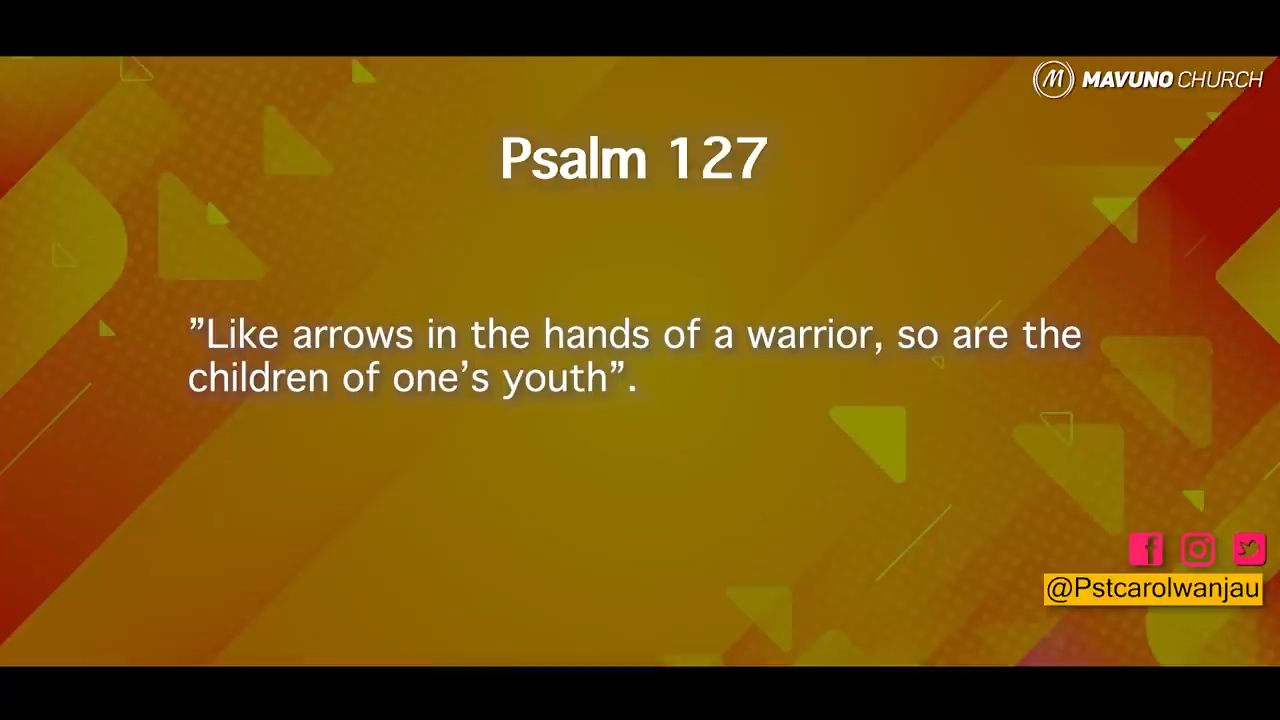 MAVUNO CHURCH
Psalm 127
”Like arrows in the hands of a warrior, so are the
children of one’s youth”.
@Pstcarolwanjau